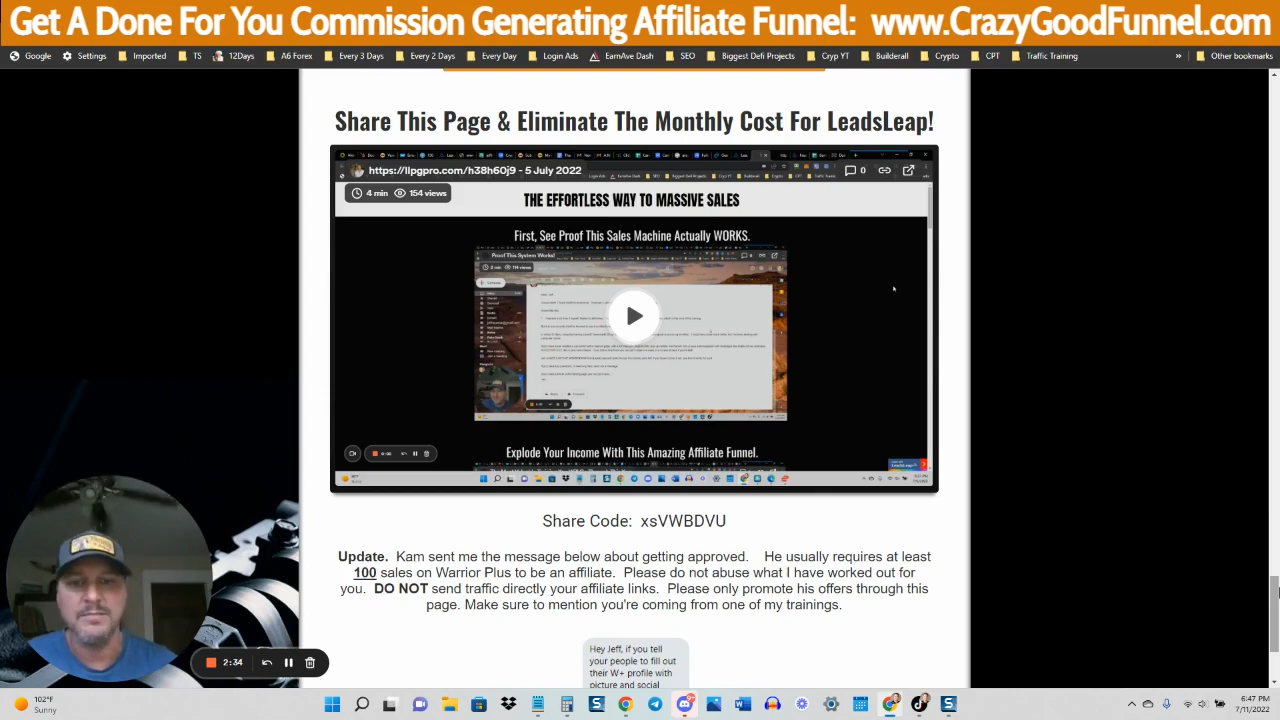 Get A Done For You Commission Generating Affiliate Funnel: www.CrazyGoodFunnel.com
Google Settings Imported TS 12Days A6 Forex Every 3 Days Every 2 Days Every Day Login Ads EarnAve Dash SEO Biggest Defi Projects Cryp YT Builderall Crypto CPT Traffic Training » Other bookmarks
Share This Page & Eliminate The Monthly Cost For LeadsLeap!
https://lipgpro.com/h38h60j9 - 5 July 2022
0
4 min 154 views
THE EFFORTLESS WAY TO MASSIVE SALES
First, See Proof This Sales Machine Actually WORKS.
Proof This System Works!
Explode Your Income With This Amazing Affiliate Funnel.
Share Code: xsVWBDVU
Update. Kam sent me the message below about getting approved. He usually requires at least
100 sales on Warrior Plus to be an affiliate. Please do not abuse what I have worked out for
you. DO NOT send traffic directly your affiliate links. Please only promote his offers through this
page. Make sure to mention you're coming from one of my trainings.
Hey Jeff, if you tell
your people to fill out
their W+ profile with
picture and social
2:34
102°F
Sunny
6:47 PM
7/11/2022